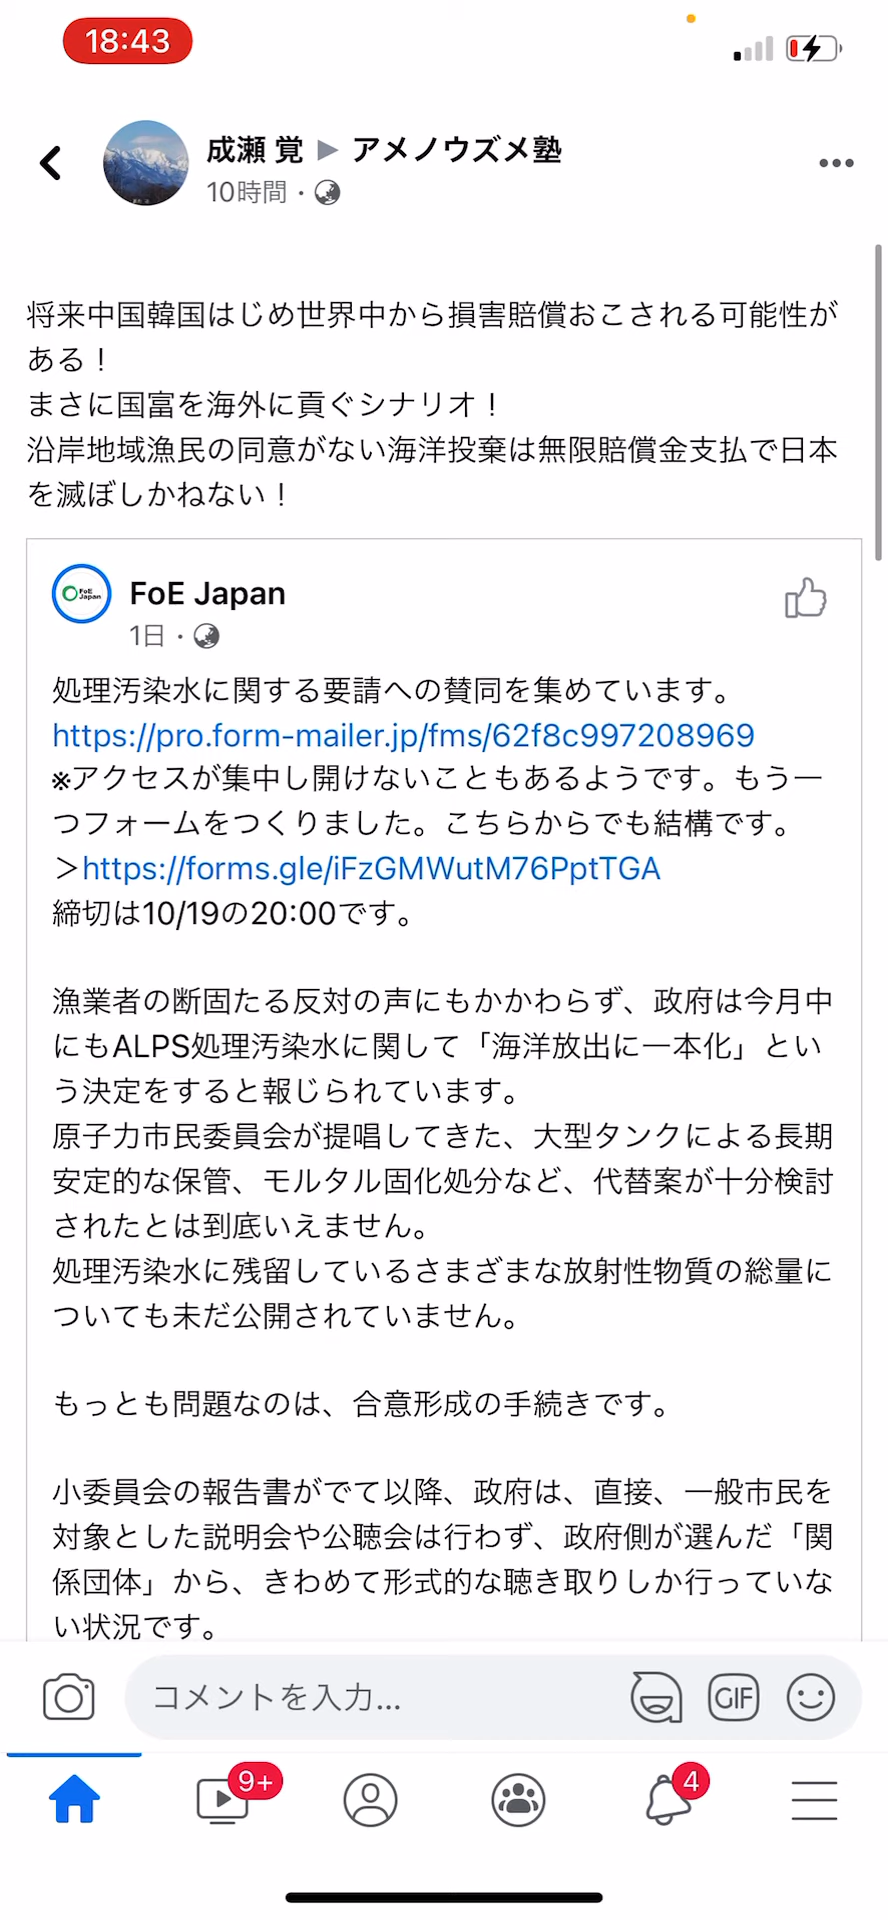 18:43
成瀬 覚 ▶ アメノウズメ塾
10時間 ·
将来中国韓国はじめ世界中から損害賠償おこされる可能性が
ある！
まさに国富を海外に貢ぐシナリオ！
沿岸地域漁民の同意がない海洋投棄は無限賠償金支払で日本
を滅ぼしかねない！
FoE Japan
FoE Japan
1日 ·
処理汚染水に関する要請への賛同を集めています。
https://pro.form-mailer.jp/fms/62f8c997208969
※アクセスが集中し開けないこともあるようです。もう一
つフォームをつくりました。こちらからでも結構です。
＞https://forms.gle/iFzGMWutM76PptTGA
締切は10/19の20:00です。
漁業者の断固たる反対の声にもかかわらず、政府は今月中
にもALPS処理汚染水に関して「海洋放出に一本化」とい
う決定をすると報じられています。
原子力市民委員会が提唱してきた、大型タンクによる長期
安定的な保管、モルタル固化処分など、代替案が十分検討
されたとは到底いえません。
処理汚染水に残留しているさまざまな放射性物質の総量に
ついても未だ公開されていません。
もっとも問題なのは、合意形成の手続きです。
小委員会の報告書がでて以降、政府は、直接、一般市民を
対象とした説明会や公聴会は行わず、政府側が選んだ「関
係団体」から、きわめて形式的な聴き取りしか行っていな
い状況です。
コメントを入力...
GIF
9+
4